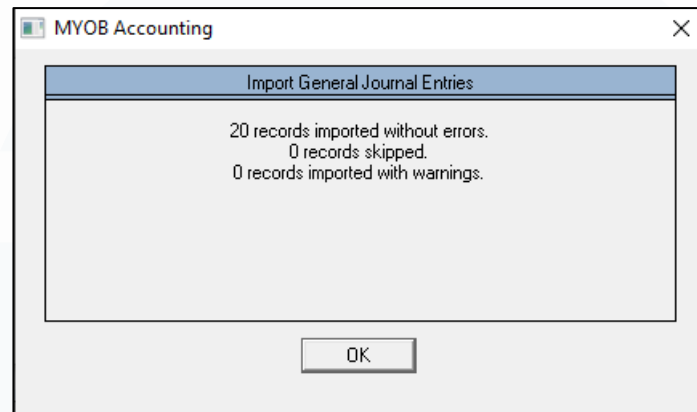 MYOB Accounting
Import General Journal Entries
20 records imported without errors.
0 records skipped.
0 records imported with warnings.
OK